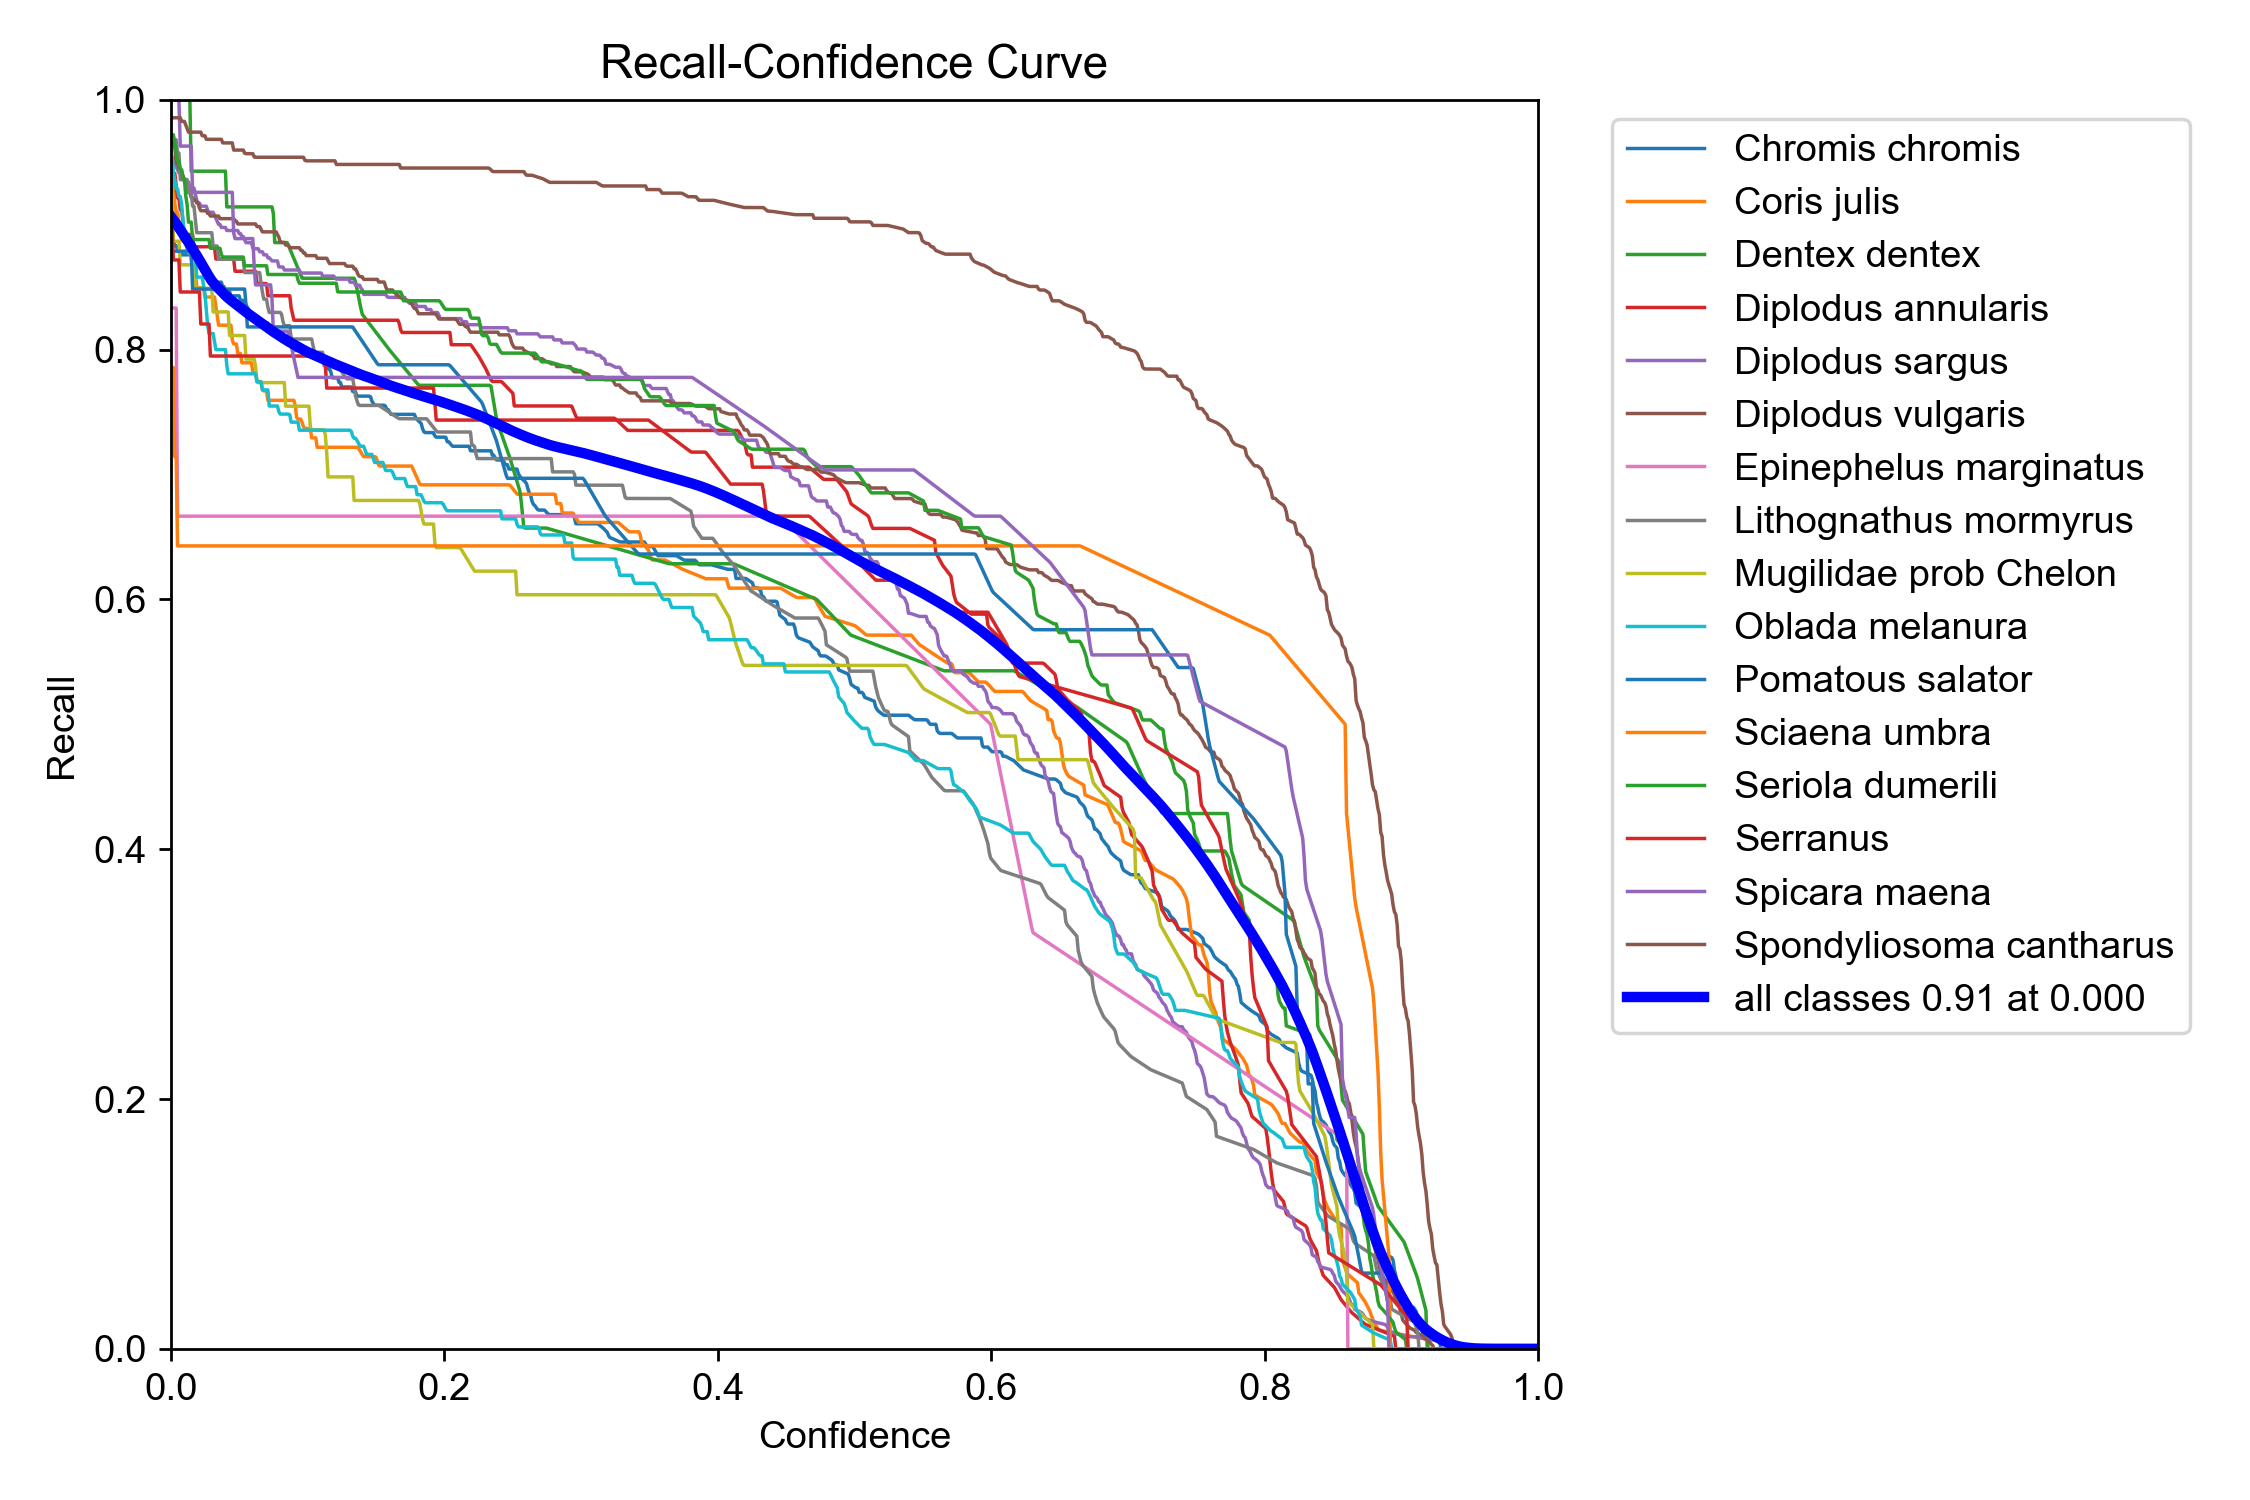 Recall-Confidence Curve
1.0
0.8
0.6
0.4
0.2
0.0
Recall
0.0 0.2 0.4 0.6 0.8 1.0
Confidence
Chromis chromis
Coris julis
Dentex dentex
Diplodus annularis
Diplodus sargus
Diplodus vulgaris
Epinephelus marginatus
Lithognathus mormyrus
Mugilidae prob Chelon
Oblada melanura
Pomatous salator
Sciaena umbra
Seriola dumerili
Serranus
Spicara maena
Spondyliosoma cantharus
all classes 0.91 at 0.000